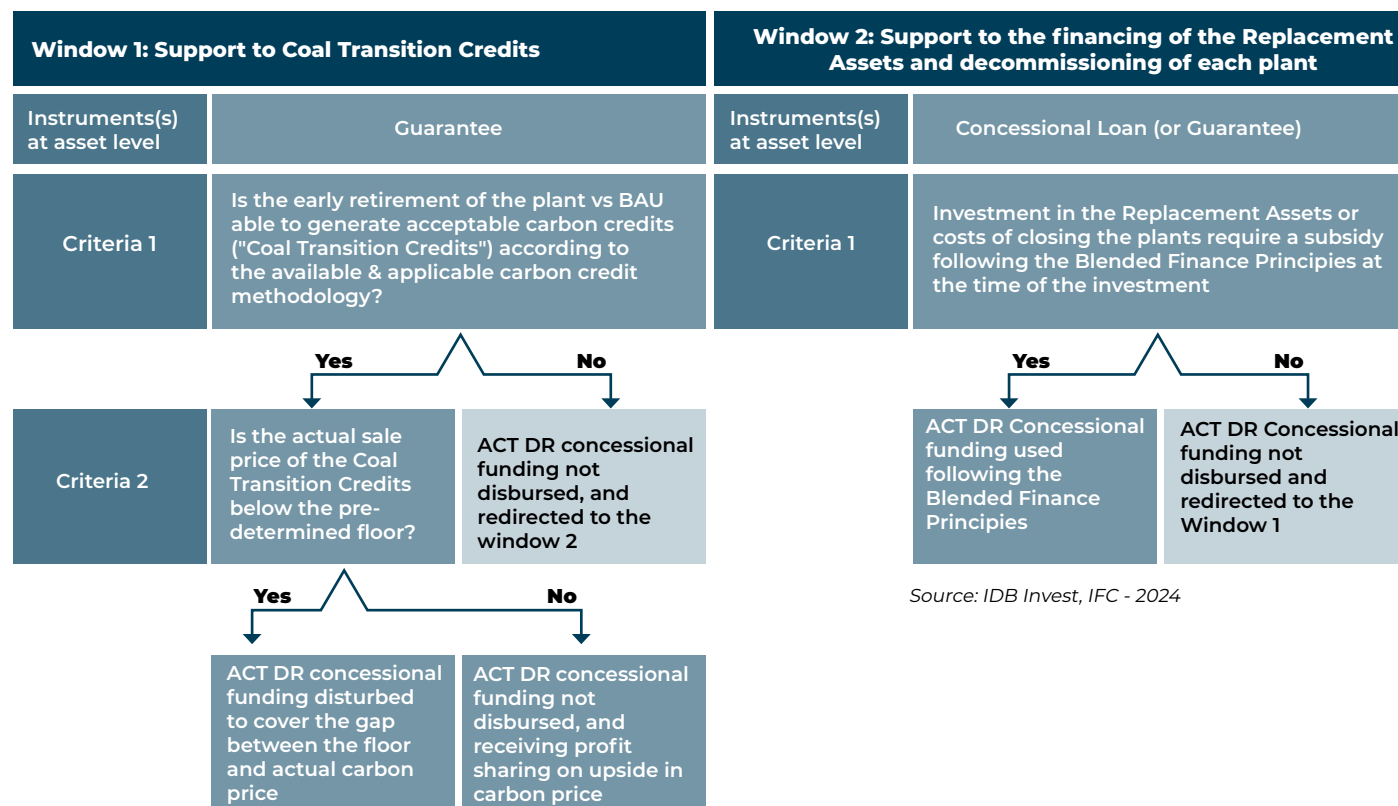 Window 1: Support to Coal Transition Credits
Instruments(s)
at asset level
Guarantee
Criteria 1
Is the early retirement of the plant vs BAU
able to generate acceptable carbon credits
("Coal Transition Credits") according to
the available & applicable carbon credit
methodology?
Yes
No
Criteria 2
Is the actual sale
price of the Coal
Transition Credits
below the pre-
determined floor?
ACT DR concessional
funding not
disbursed, and
redirected to the
window 2
Yes
No
ACT DR concessional
funding disturbed
to cover the gap
between the floor
and actual carbon
price
ACT DR concessional
funding not
disbursed, and
receiving profit
sharing on upside in
carbon price
Window 2: Support to the financing of the Replacement
Assets and decommissioning of each plant
Instruments(s)
at asset level
Concessional Loan (or Guarantee)
Criteria 1
Investment in the Replacement Assets or
costs of closing the plants require a subsidy
following the Blended Finance Principies at
the time of the investment
Yes
No
ACT DR Concessional
funding used
following the
Blended Finance
Principies
ACT DR Concessional
funding not
disbursed and
redirected to the
Window 1
Source: IDB Invest, IFC - 2024